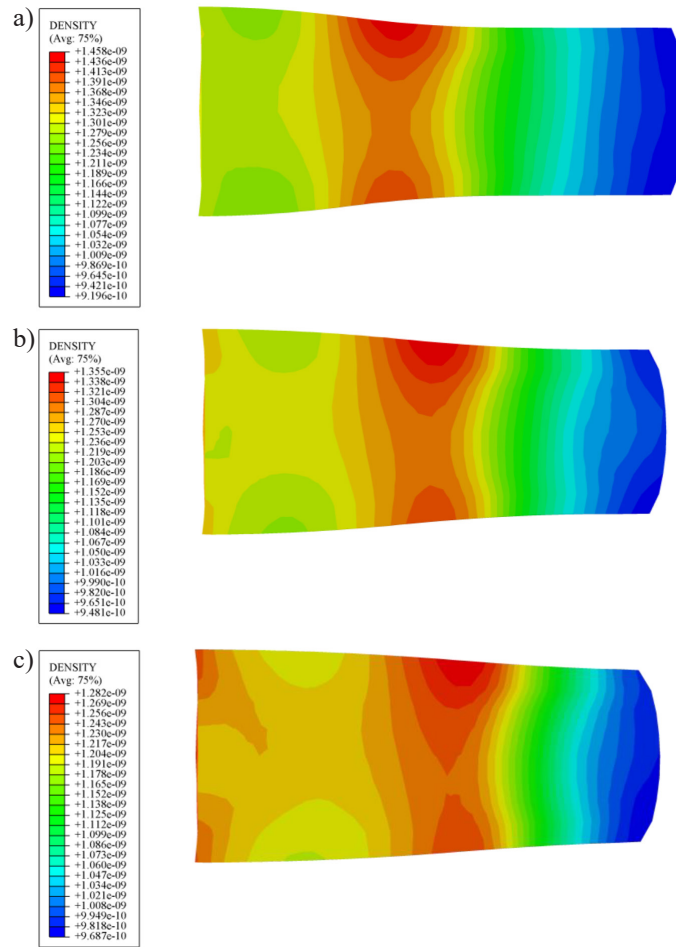 a)
DENSITY
(Avg: 75%)
+1.458e-09
+1.436e-09
+1.413e-09
+1.391e-09
+1.368e-09
+1.346e-09
+1.323e-09
+1.301e-09
+1.279e-09
+1.256e-09
+1.234e-09
+1.211e-09
+1.189e-09
+1.166e-09
+1.144e-09
+1.122e-09
+1.099e-09
+1.077e-09
+1.054e-09
+1.032e-09
+1.009e-09
+9.869e-10
+9.645e-10
+9.421e-10
+9.196e-10
b)
DENSITY
(Avg: 75%)
+1.355e-09
+1.338e-09
+1.321e-09
+1.304e-09
+1.287e-09
+1.270e-09
+1.253e-09
+1.236e-09
+1.219e-09
+1.203e-09
+1.186e-09
+1.169e-09
+1.152e-09
+1.135e-09
+1.118e-09
+1.101e-09
+1.084e-09
+1.067e-09
+1.050e-09
+1.033e-09
+1.016e-09
+9.990e-10
+9.820e-10
+9.651e-10
+9.481e-10
c)
DENSITY
(Avg: 75%)
+1.282e-09
+1.269e-09
+1.256e-09
+1.243e-09
+1.230e-09
+1.217e-09
+1.204e-09
+1.191e-09
+1.178e-09
+1.165e-09
+1.152e-09
+1.138e-09
+1.125e-09
+1.112e-09
+1.099e-09
+1.086e-09
+1.073e-09
+1.060e-09
+1.047e-09
+1.034e-09
+1.021e-09
+1.008e-09
+9.949e-10
+9.818e-10
+9.687e-10